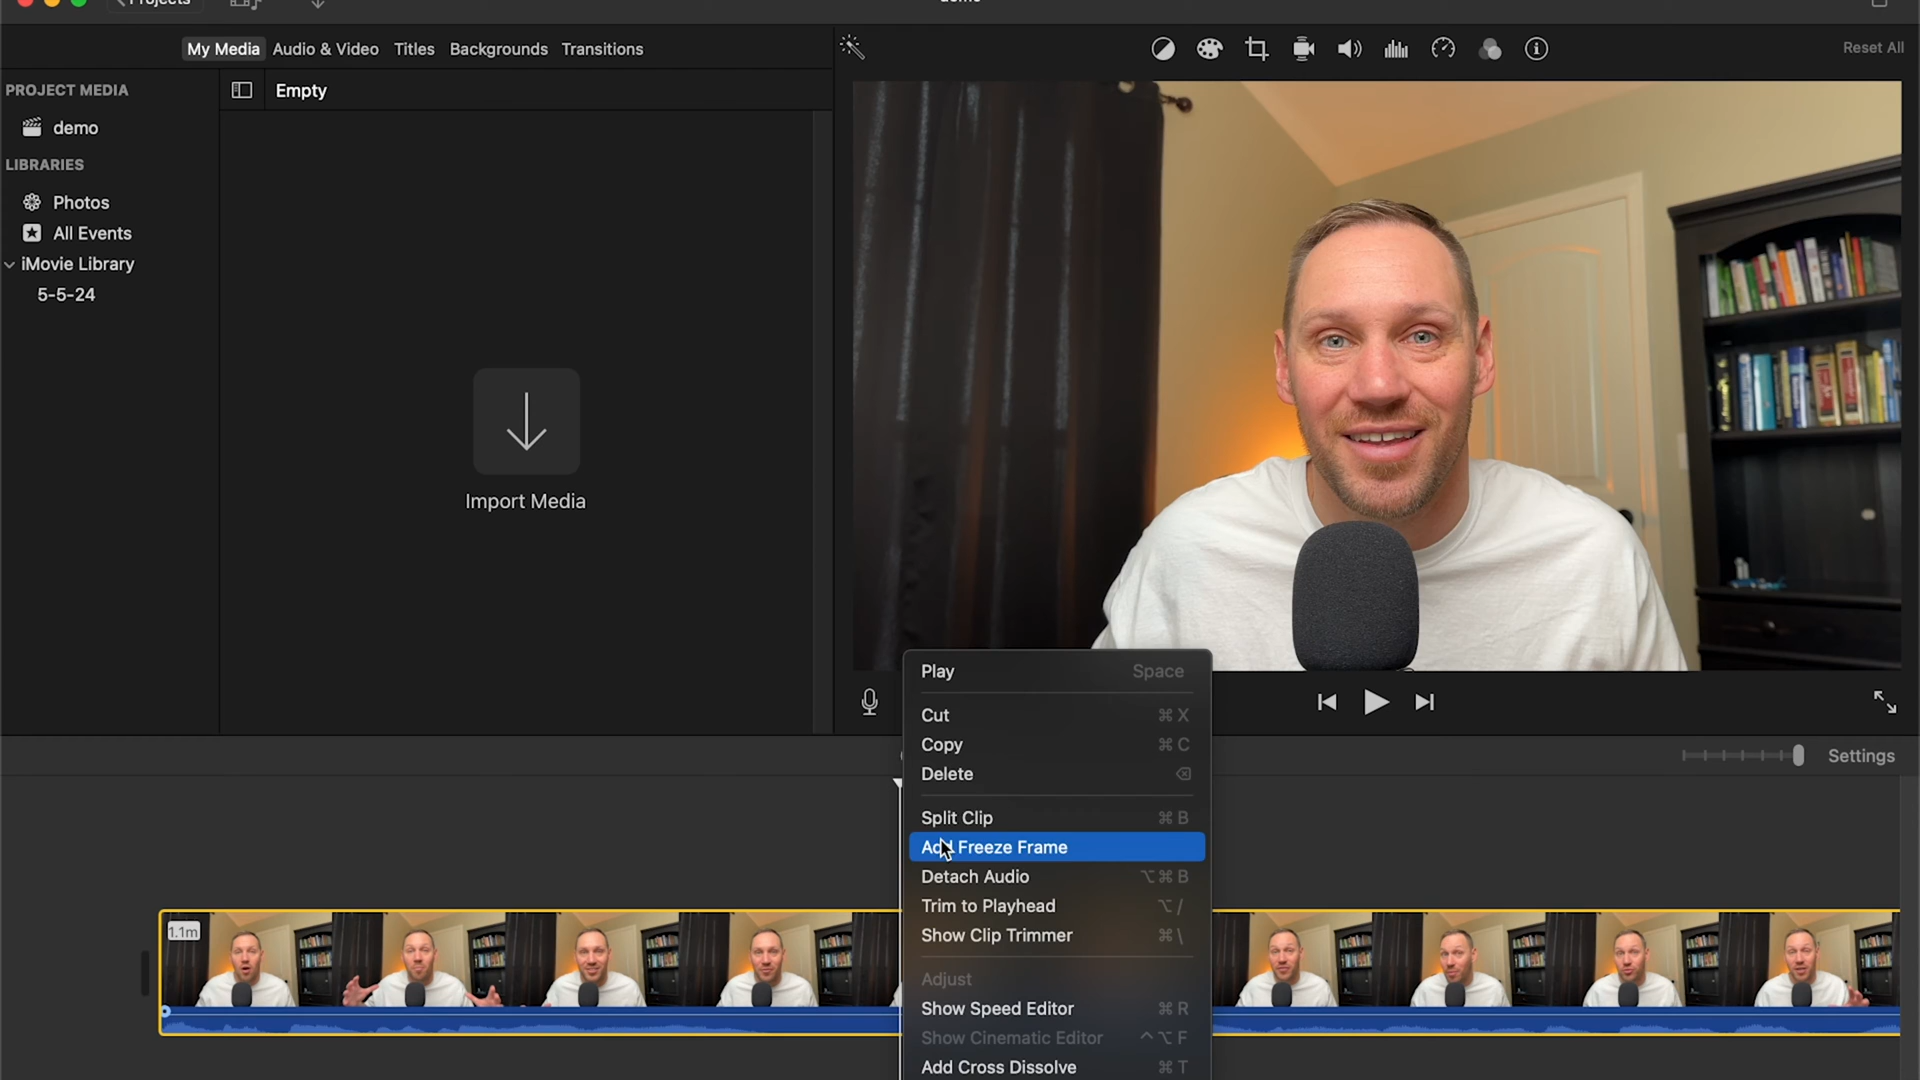 Projects
demo
My Media Audio & Video Titles Backgrounds Transitions
Reset All
PROJECT MEDIA
Empty
demo
LIBRARIES
Photos
All Events
iMovie Library
5-5-24
Import Media
Play Space
Cut ⌘ X
Copy ⌘ C
Delete ⌫
Settings
Split Clip ⌘ B
Add Freeze Frame
Detach Audio ⌥ ⌘ B
Trim to Playhead ⌥ /
Show Clip Trimmer ⌘ \
1.1m
Adjust
Show Speed Editor ⌘ R
Show Cinematic Editor ^ ⌥ F
Add Cross Dissolve ⌘ T